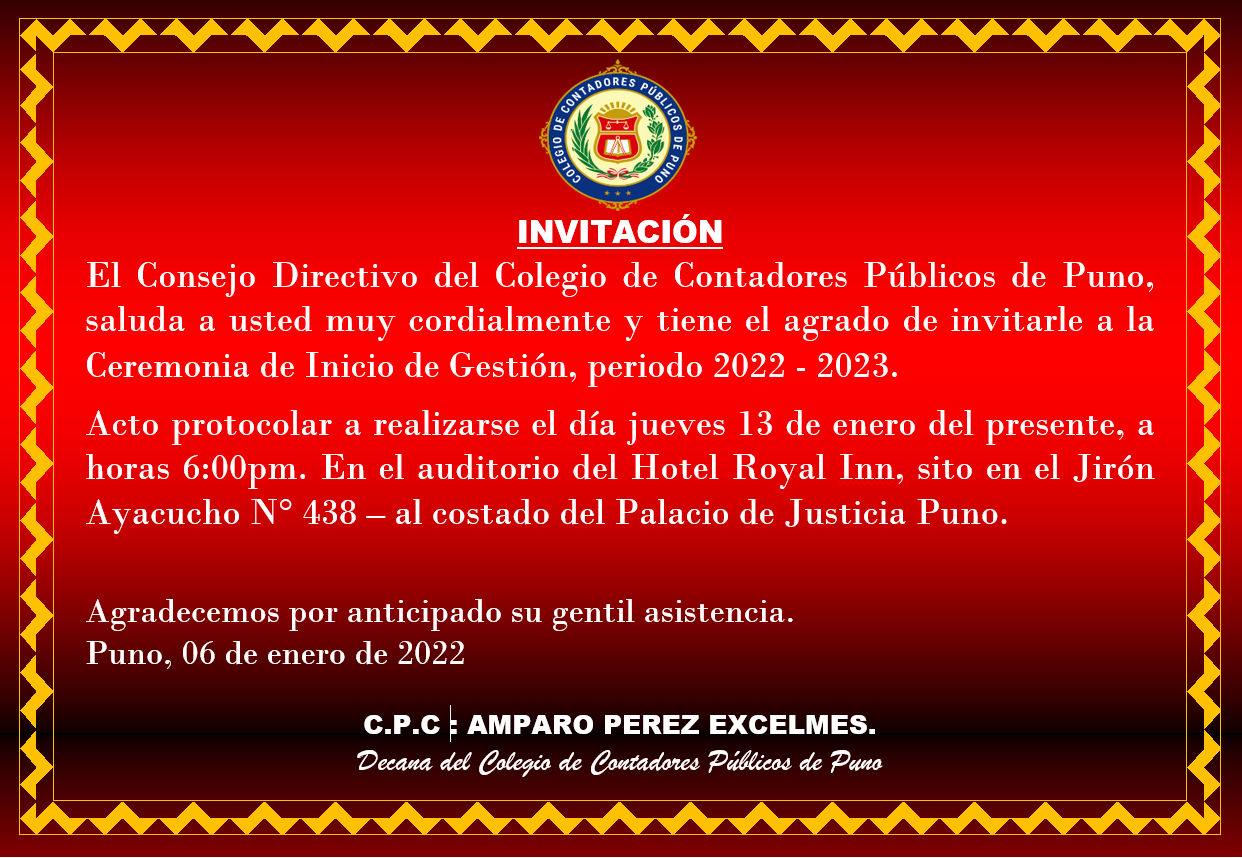 COLEGIO DE CONTADORES PÚBLICOS DE PUNO
INVITACIÓN
El Consejo Directivo del Colegio de Contadores Públicos de Puno,
saluda a usted muy cordialmente y tiene el agrado de invitarle a la
Ceremonia de Inicio de Gestión, periodo 2022 - 2023.
Acto protocolar a realizarse el día jueves 13 de enero del presente, a
horas 6:00pm. En el auditorio del Hotel Royal Inn, sito en el Jirón
Ayacucho N° 438 – al costado del Palacio de Justicia Puno.
Agradecemos por anticipado su gentil asistencia.
Puno, 06 de enero de 2022
C.P.C : AMPARO PEREZ EXCELMES.
Decana del Colegio de Contadores Públicos de Puno